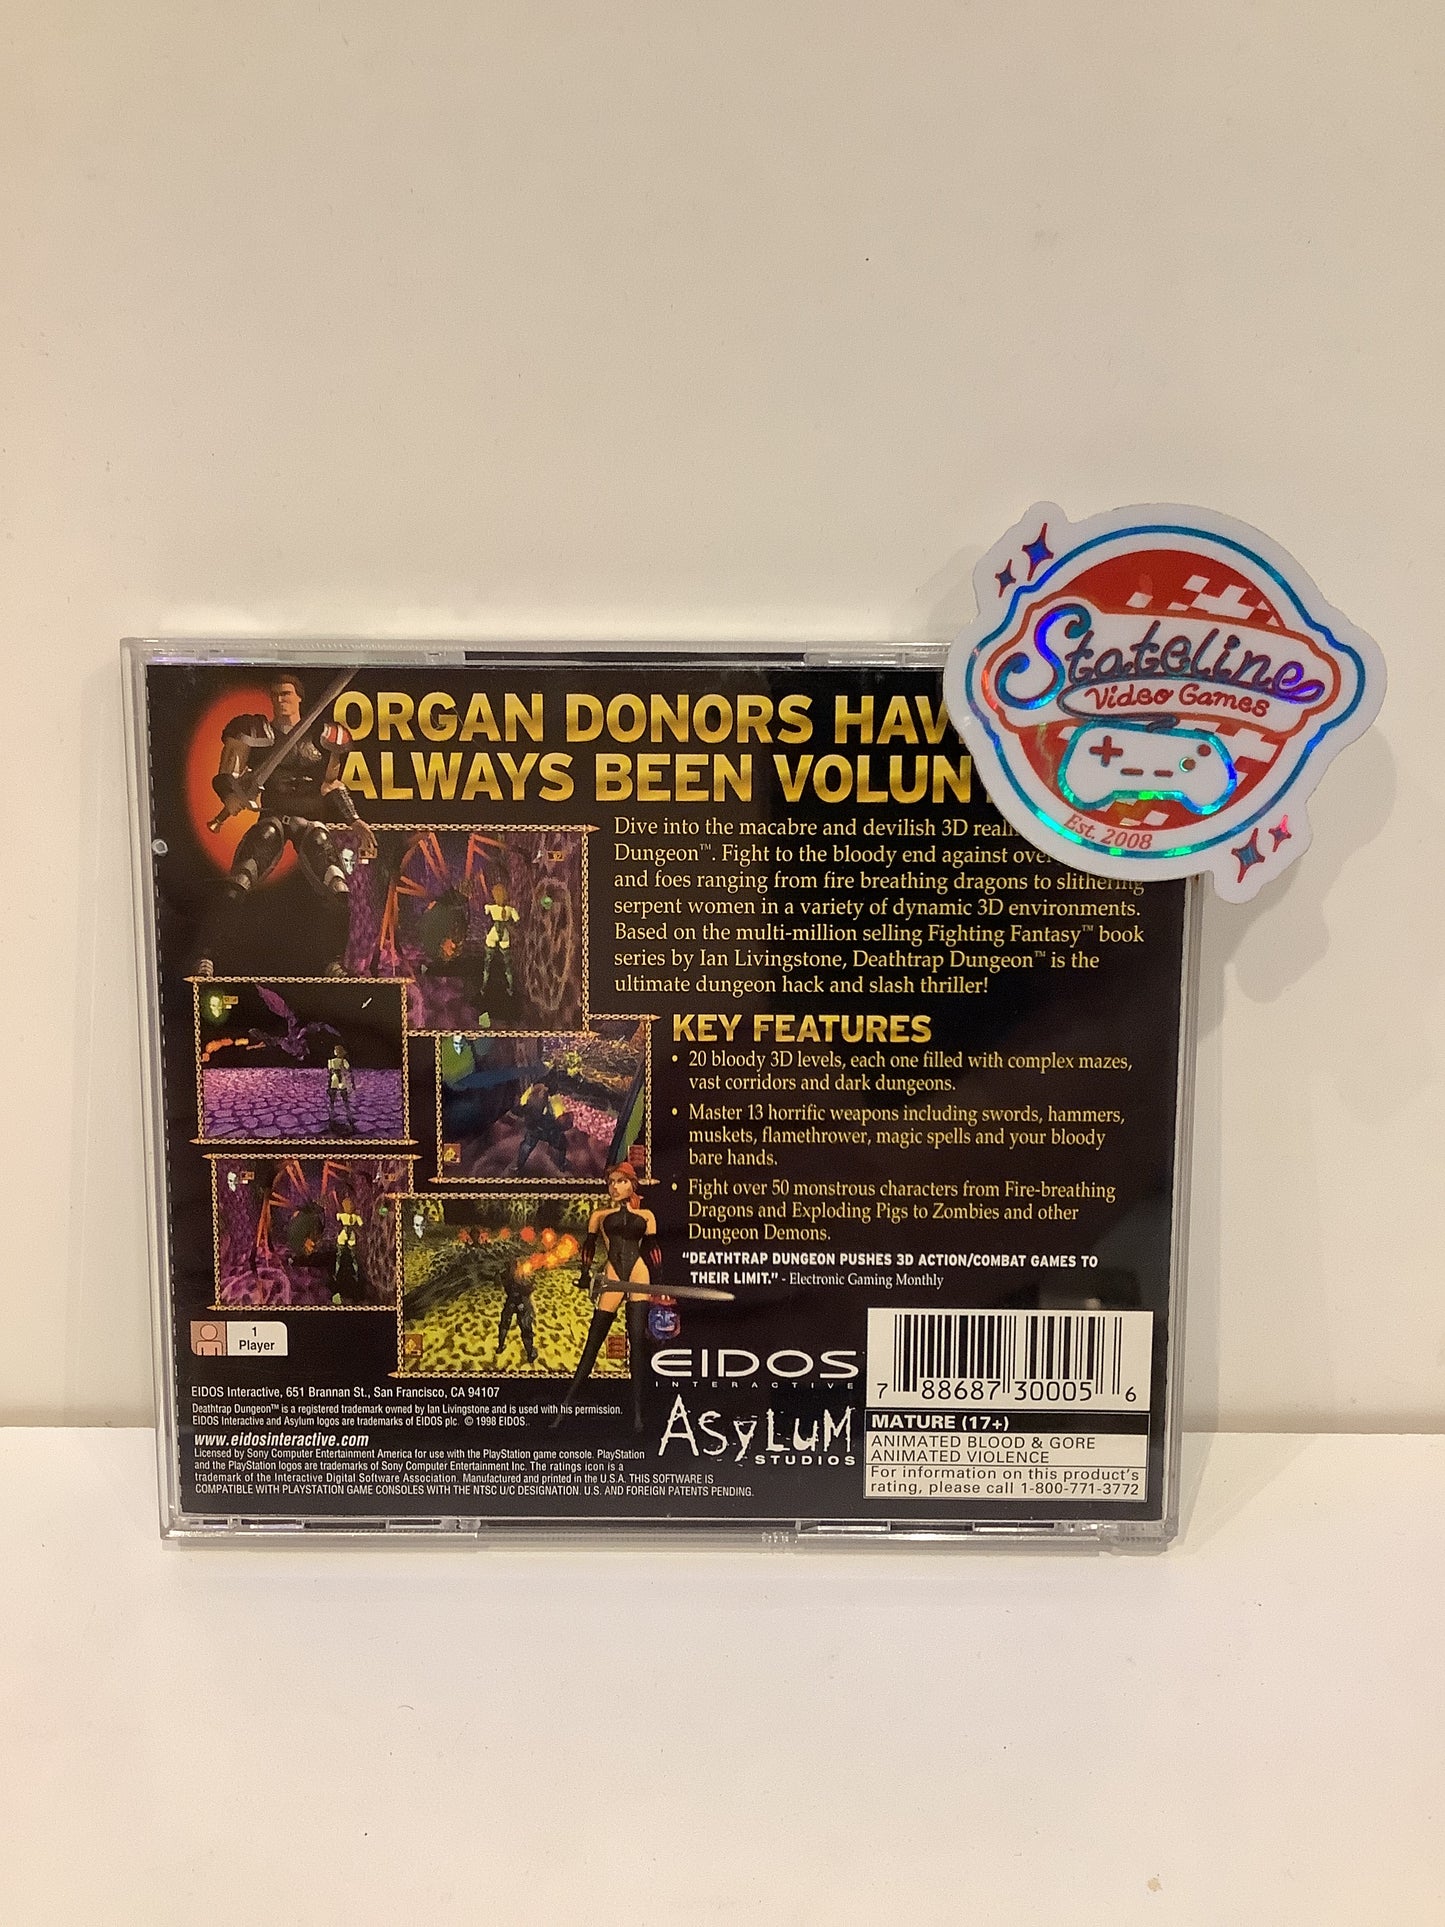 ORGAN DONORS HAV
ALWAYS BEEN VOLUN
Stateline
Video Games
Est. 2008
Dive into the macabre and devilish 3D
Dungeon™. Fight to the bloody end against
and foes ranging from fire breathing dragons to slithering
serpent women in a variety of dynamic 3D environments.
Based on the multi-million selling Fighting Fantasy™ book
series by Ian Livingstone, Deathtrap Dungeon™ is the
ultimate dungeon hack and slash thriller!
KEY FEATURES
• 20 bloody 3D levels, each one filled with complex mazes,
vast corridors and dark dungeons.
• Master 13 horrific weapons including swords, hammers,
muskets, flamethrower, magic spells and your bloody
bare hands.
• Fight over 50 monstrous characters from Fire-breathing
Dragons and Exploding Pigs to Zombies and other
Dungeon Demons.
"DEATHTRAP DUNGEON PUSHES 3D ACTION/COMBAT GAMES TO
THEIR LIMIT." - Electronic Gaming Monthly
1
Player
EIDOS
INTERACTIVE
ASYLUM
STUDIOS
7 88687 30005 6
MATURE (17+)
ANIMATED BLOOD & GORE
ANIMATED VIOLENCE
For information on this product's
rating, please call 1-800-771-3772
EIDOS Interactive, 651 Brannan St., San Francisco, CA 94107
Deathtrap Dungeon™ is a registered trademark owned by Ian Livingstone and is used with his permission.
EIDOS Interactive and Asylum logos are trademarks of EIDOS plc. © 1998 EIDOS.
www.eidosinteractive.com
Licensed by Sony Computer Entertainment America for use with the PlayStation game console. PlayStation
and the PlayStation logos are trademarks of Sony Computer Entertainment Inc. The ratings icon is a
trademark of the Interactive Digital Software Association. Manufactured and printed in the U.S.A. THIS SOFTWARE IS
COMPATIBLE WITH PLAYSTATION GAME CONSOLES WITH THE NTSC U/C DESIGNATION. U.S. AND FOREIGN PATENTS PENDING.